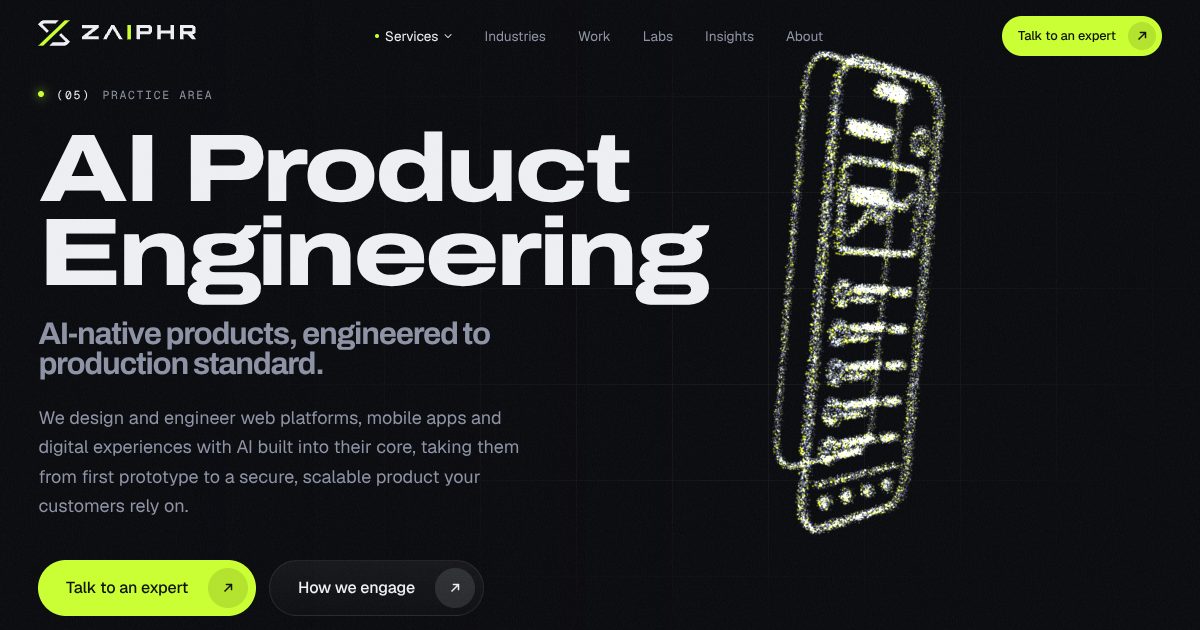 ZAIPHR
Services
Industries
Work
Labs
Insights
About
Talk to an expert
(05) PRACTICE AREA
AI Product
Engineering
AI-native products, engineered to
production standard.
We design and engineer web platforms, mobile apps and
digital experiences with AI built into their core, taking them
from first prototype to a secure, scalable product your
customers rely on.
Talk to an expert
How we engage